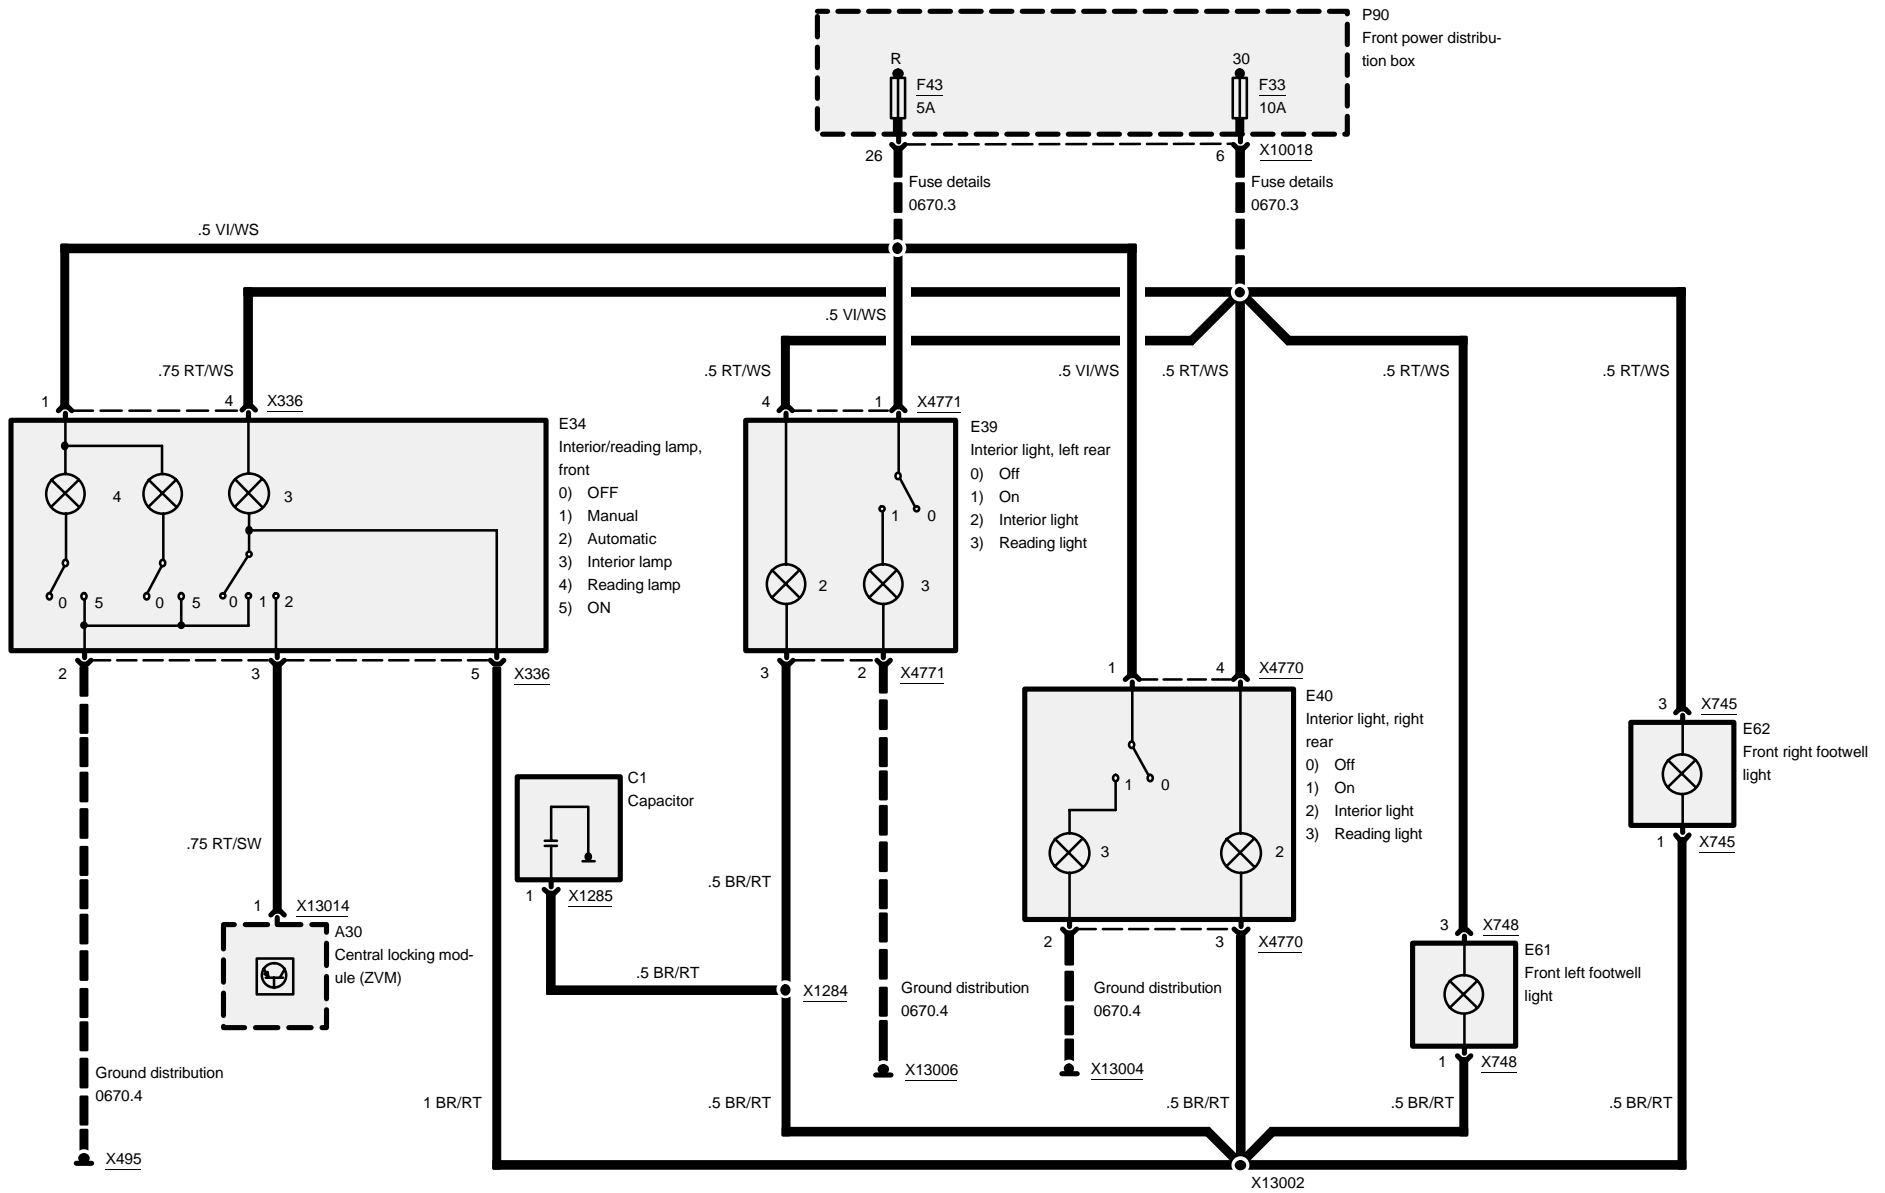 P90
Front power distribu-
tion box
R
30
F43
5A
F33
10A
26
6
X10018
Fuse details
0670.3
Fuse details
0670.3
.5 VI/WS
.5 VI/WS
.75 RT/WS
.5 RT/WS
.5 VI/WS
.5 RT/WS
.5 RT/WS
.5 RT/WS
1
4
X336
4
1
X4771
E34
Interior/reading lamp,
front
0) OFF
1) Manual
2) Automatic
3) Interior lamp
4) Reading lamp
5) ON
4
3
0
5
0
5
0
1
2
E39
Interior light, left rear
0) Off
1) On
2) Interior light
3) Reading light
1
0
2
3
2
3
5
X336
3
2
X4771
1
4
X4770
E40
Interior light, right
rear
0) Off
1) On
2) Interior light
3) Reading light
1
0
3
2
3
X745
E62
Front right footwell
light
1
X745
C1
Capacitor
1
X1285
.75 RT/SW
.5 BR/RT
1
X13014
A30
Central locking mod-
ule (ZVM)
.5 BR/RT
X1284
2
3
X4770
3
X748
E61
Front left footwell
light
1
X748
Ground distribution
0670.4
Ground distribution
0670.4
X13006
X13004
Ground distribution
0670.4
1 BR/RT
.5 BR/RT
.5 BR/RT
.5 BR/RT
.5 BR/RT
X495
X13002